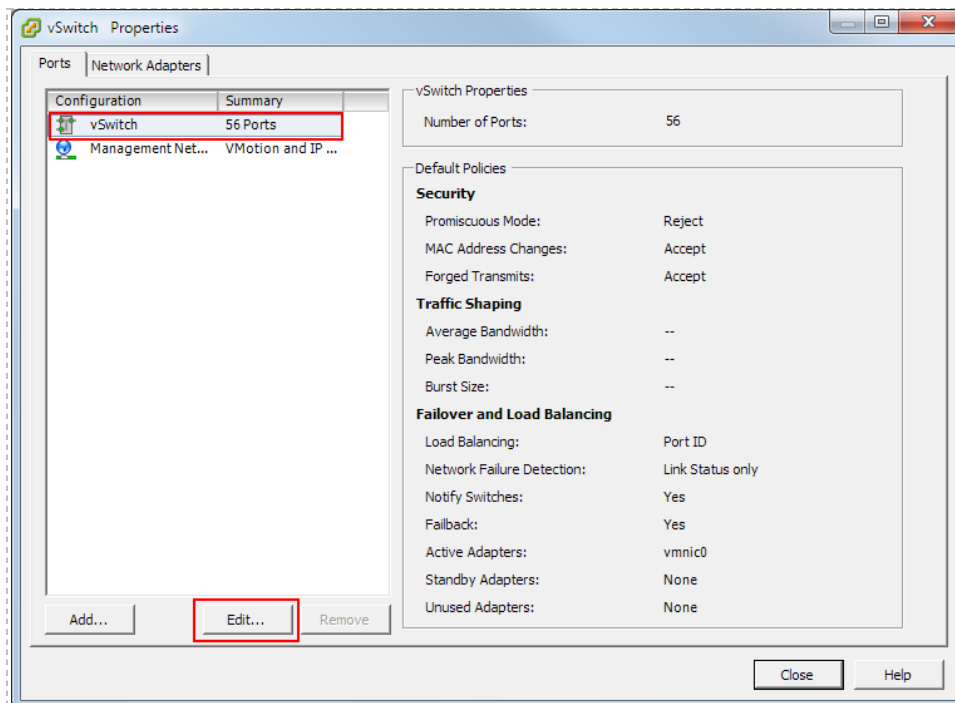 vSwitch Properties
Ports Network Adapters
Configuration Summary
vSwitch 56 Ports
Management Net... VMotion and IP ...
Add... Edit... Remove
vSwitch Properties
Number of Ports: 56
Default Policies
Security
Promiscuous Mode: Reject
MAC Address Changes: Accept
Forged Transmits: Accept
Traffic Shaping
Average Bandwidth: --
Peak Bandwidth: --
Burst Size: --
Failover and Load Balancing
Load Balancing: Port ID
Network Failure Detection: Link Status only
Notify Switches: Yes
Failback: Yes
Active Adapters: vmnic0
Standby Adapters: None
Unused Adapters: None
Close Help